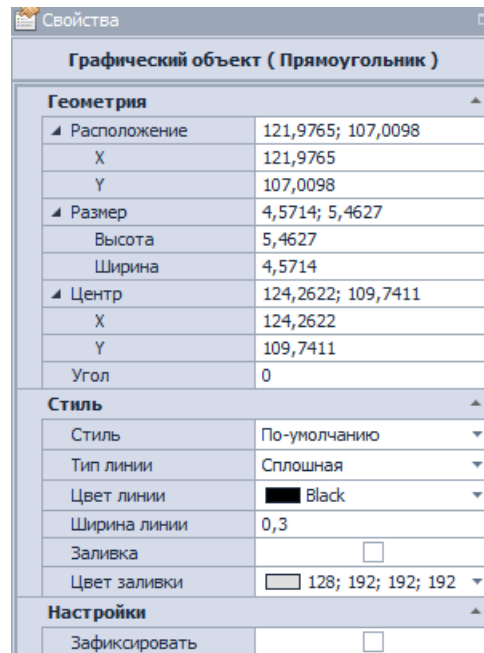 Свойства
Графический объект ( Прямоугольник )
Геометрия
Расположение 121,9765; 107,0098
X 121,9765
Y 107,0098
Размер 4,5714; 5,4627
Высота 5,4627
Ширина 4,5714
Центр 124,2622; 109,7411
X 124,2622
Y 109,7411
Угол 0
Стиль
Стиль По-умолчанию
Тип линии Сплошная
Цвет линии Black
Ширина линии 0,3
Заливка
Цвет заливки 128; 192; 192; 192
Настройки
Зафиксировать